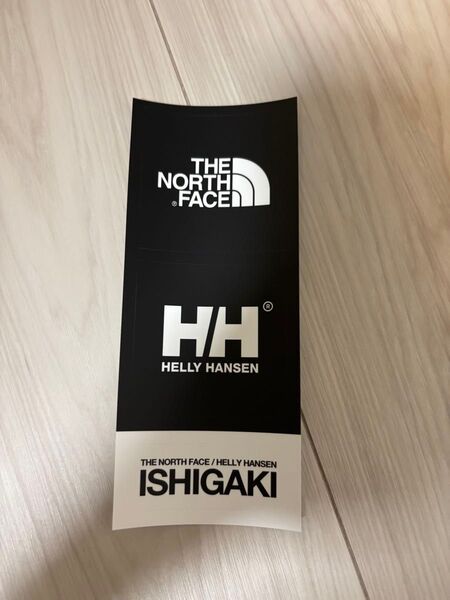 THE
NORTH
® FACE
HH®
HELLY HANSEN
THE NORTH FACE / HELLY HANSEN
ISHIGAKI